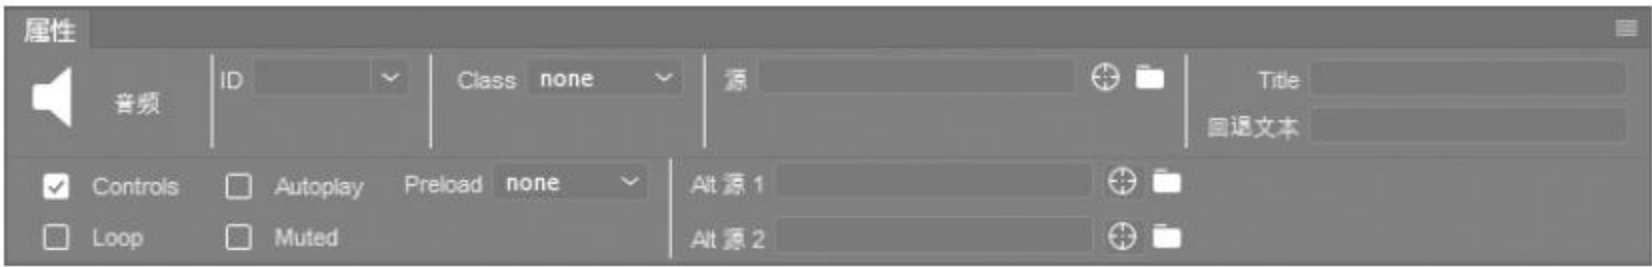 属性
音频 ID Class none 源 Title
回退文本
Controls Autoplay Preload none Alt 源 1
Loop Muted Alt 源 2